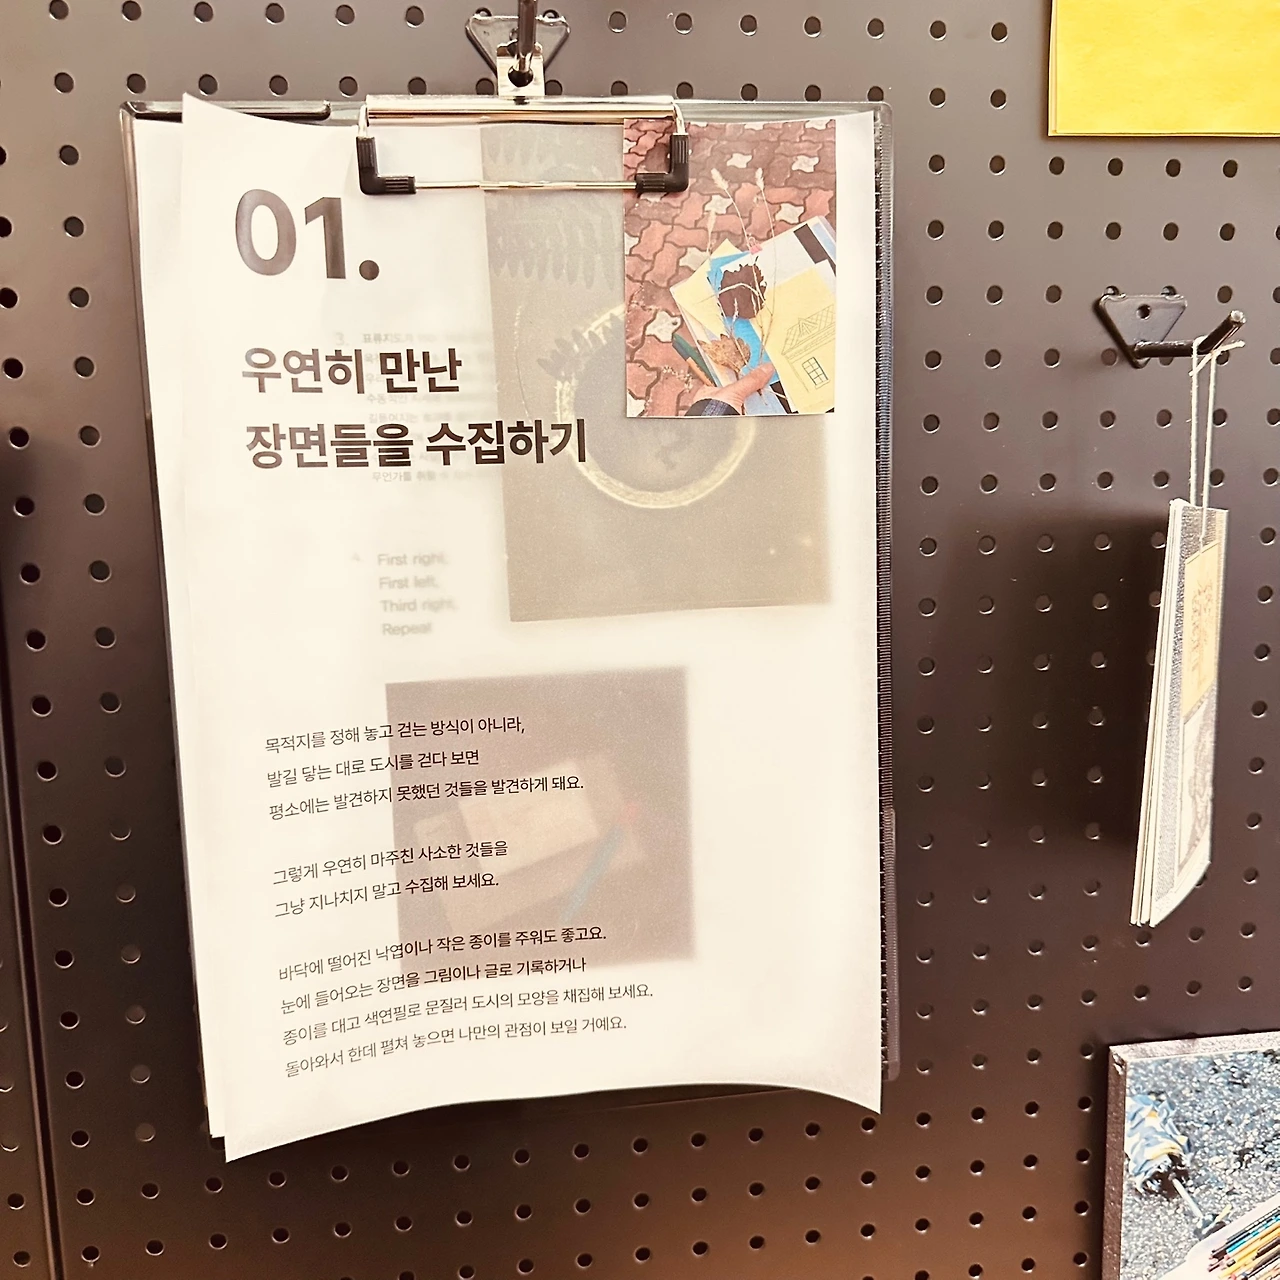 01.
우연히 만난
장면들을 수집하기
3. 표류지도
First right,
First left,
Third right,
Repeat
목적지를 정해 놓고 걷는 방식이 아니라,
발길 닿는 대로 도시를 걷다 보면
평소에는 발견하지 못했던 것들을 발견하게 돼요.
그렇게 우연히 마주친 사소한 것들을
그냥 지나치지 말고 수집해 보세요.
바닥에 떨어진 낙엽이나 작은 종이를 주워도 좋고요.
눈에 들어오는 장면을 그림이나 글로 기록하거나
종이를 대고 색연필로 문질러 도시의 모양을 채집해 보세요.
돌아와서 한데 펼쳐 놓으면 나만의 관점이 보일 거예요.